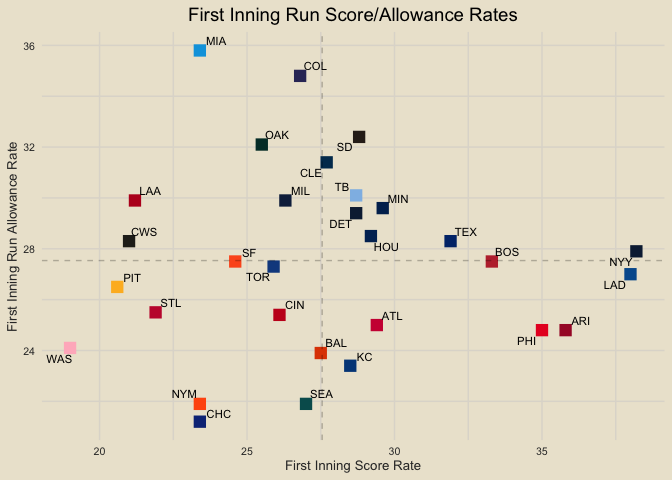 First Inning Run Score/Allowance Rates
First Inning Run Allowance Rate
36
32
28
24
MIA
COL
OAK
SD
CLE
TB
LAA
MIL
MIN
DET
CWS
HOU
TEX
SF
BOS
TOR
NYY
PIT
LAD
STL
CIN
ATL
ARI
PHI
BAL
WAS
KC
NYM
SEA
CHC
20
25
30
35
First Inning Score Rate